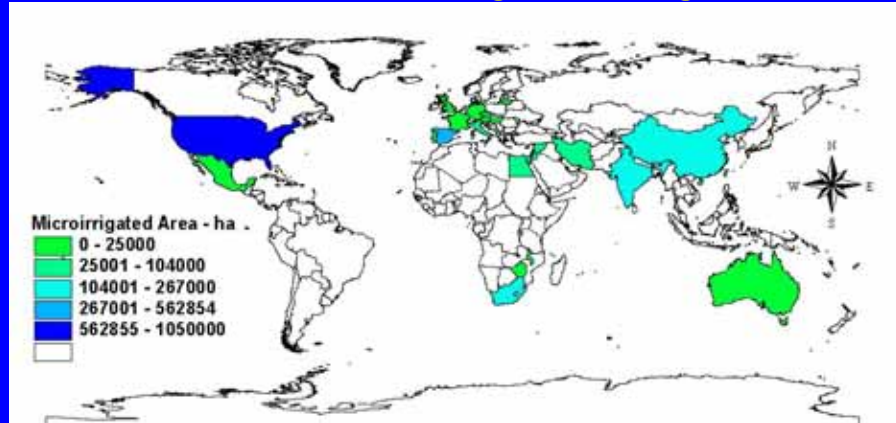 N
W E
S
Microirrigated Area - ha .
0 - 25000
25001 - 104000
104001 - 267000
267001 - 562854
562855 - 1050000